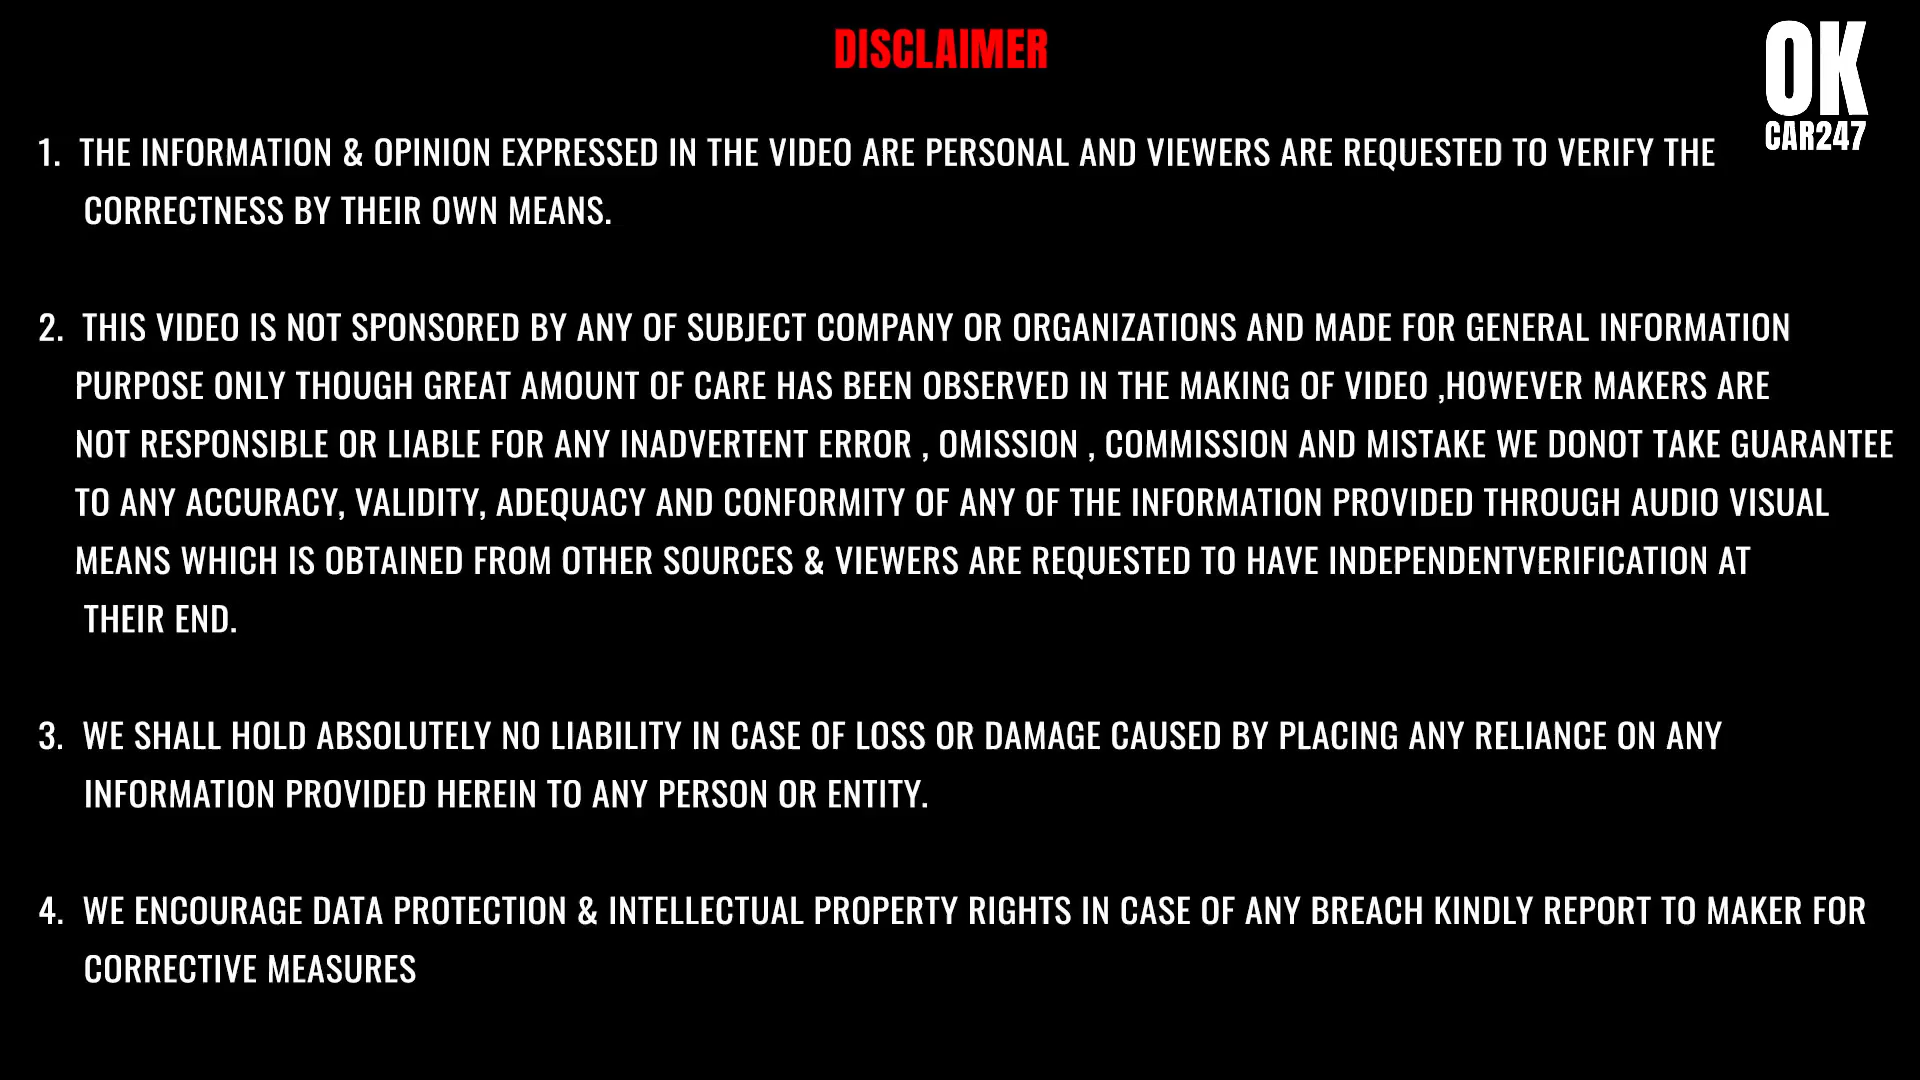 DISCLAIMER
OK
CAR247
1. THE INFORMATION & OPINION EXPRESSED IN THE VIDEO ARE PERSONAL AND VIEWERS ARE REQUESTED TO VERIFY THE
CORRECTNESS BY THEIR OWN MEANS.
2. THIS VIDEO IS NOT SPONSORED BY ANY OF SUBJECT COMPANY OR ORGANIZATIONS AND MADE FOR GENERAL INFORMATION
PURPOSE ONLY THOUGH GREAT AMOUNT OF CARE HAS BEEN OBSERVED IN THE MAKING OF VIDEO ,HOWEVER MAKERS ARE
NOT RESPONSIBLE OR LIABLE FOR ANY INADVERTENT ERROR , OMISSION , COMMISSION AND MISTAKE WE DONOT TAKE GUARANTEE
TO ANY ACCURACY, VALIDITY, ADEQUACY AND CONFORMITY OF ANY OF THE INFORMATION PROVIDED THROUGH AUDIO VISUAL
MEANS WHICH IS OBTAINED FROM OTHER SOURCES & VIEWERS ARE REQUESTED TO HAVE INDEPENDENTVERIFICATION AT
THEIR END.
3. WE SHALL HOLD ABSOLUTELY NO LIABILITY IN CASE OF LOSS OR DAMAGE CAUSED BY PLACING ANY RELIANCE ON ANY
INFORMATION PROVIDED HEREIN TO ANY PERSON OR ENTITY.
4. WE ENCOURAGE DATA PROTECTION & INTELLECTUAL PROPERTY RIGHTS IN CASE OF ANY BREACH KINDLY REPORT TO MAKER FOR
CORRECTIVE MEASURES